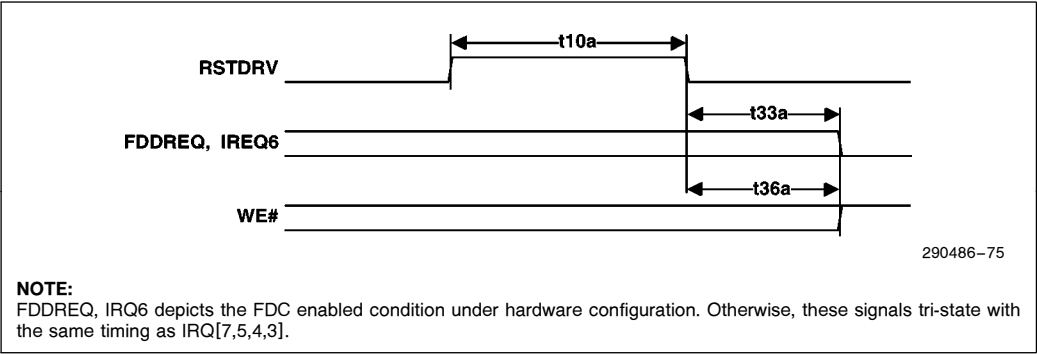 t10a
RSTDRV
t33a
FDDREQ, IREQ6
t36a
WE#
290486–75
NOTE:
FDDREQ, IRQ6 depicts the FDC enabled condition under hardware configuration. Otherwise, these signals tri-state with
the same timing as IRQ[7,5,4,3].